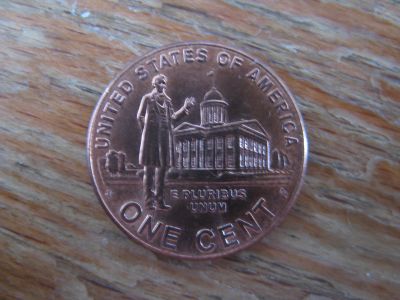 UNITED STATES OF AMERICA
E PLURIBUS
UNUM
ONE CENT